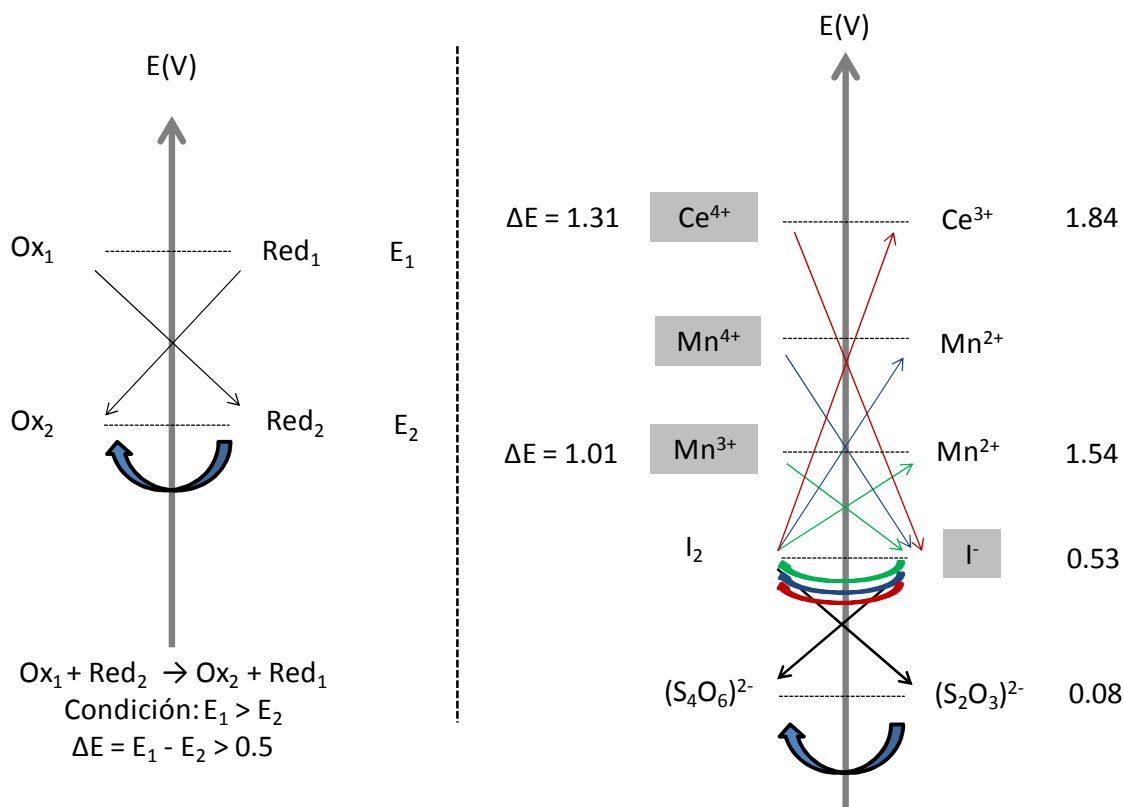 E(V)
Ox₁ Red₁ E₁
Ox₂ Red₂ E₂
Ox₁ + Red₂ → Ox₂ + Red₁
Condición: E₁ > E₂
ΔE = E₁ - E₂ > 0.5
E(V)
ΔE = 1.31 Ce⁴⁺ Ce³⁺ 1.84
Mn⁴⁺ Mn²⁺
ΔE = 1.01 Mn³⁺ Mn²⁺ 1.54
I₂ I⁻ 0.53
(S₄O₆)²⁻ (S₂O₃)²⁻ 0.08